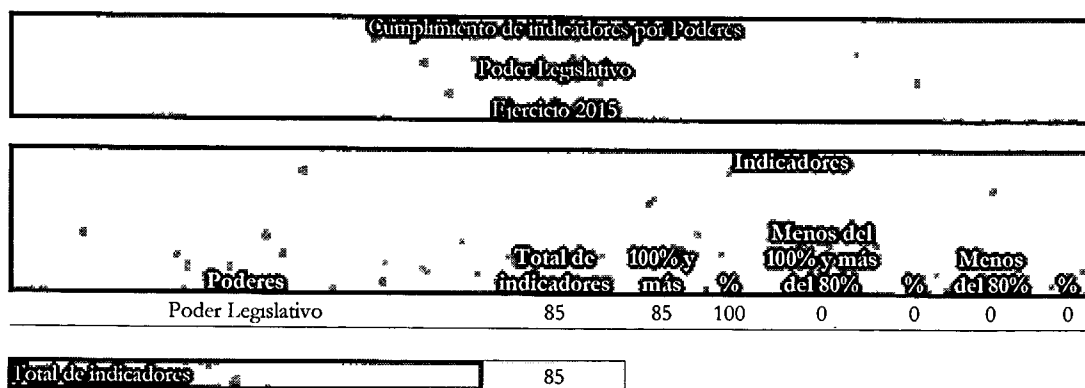 Cumplimiento de indicadores por Poderes
Poder Legislativo
Ejercicio 2015
Indicadores
Poderes Total de indicadores 100% y más % Menos del 100% y más del 80% % Menos del 80% %
Poder Legislativo 85 85 100 0 0 0 0
Total de indicadores 85